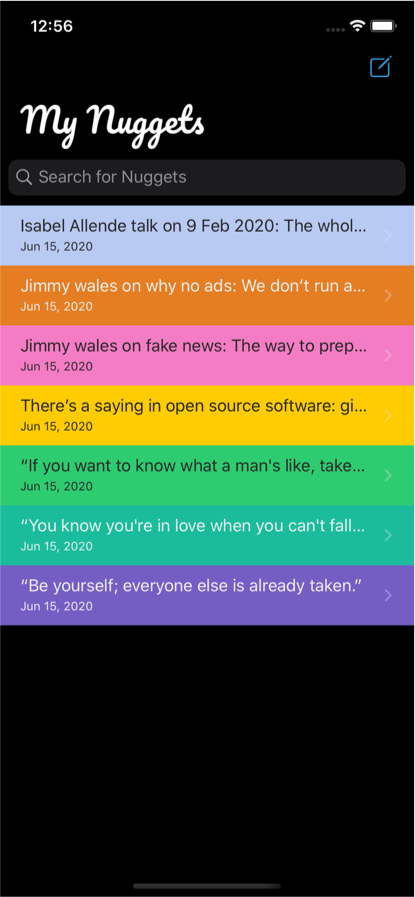 12:56
My Nuggets
Search for Nuggets
Isabel Allende talk on 9 Feb 2020: The whol...
Jun 15, 2020
Jimmy wales on why no ads: We don’t run a...
Jun 15, 2020
Jimmy wales on fake news: The way to prep...
Jun 15, 2020
There’s a saying in open source software: gi...
Jun 15, 2020
“If you want to know what a man's like, take...
Jun 15, 2020
“You know you're in love when you can't fall...
Jun 15, 2020
“Be yourself; everyone else is already taken.”
Jun 15, 2020